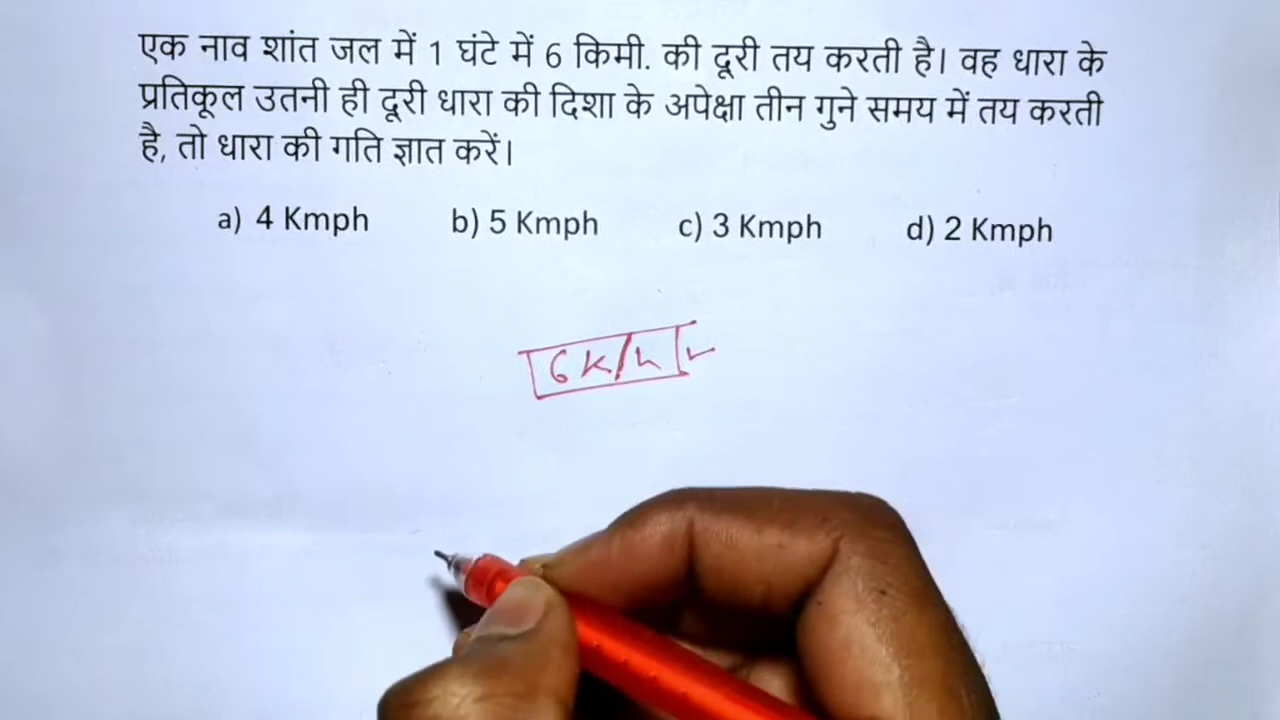 एक नाव शांत जल में 1 घंटे में 6 किमी. की दूरी तय करती है। वह धारा के
प्रतिकूल उतनी ही दूरी धारा की दिशा के अपेक्षा तीन गुने समय में तय करती
है, तो धारा की गति ज्ञात करें।
a) 4 Kmph b) 5 Kmph c) 3 Kmph d) 2 Kmph
6 K/h